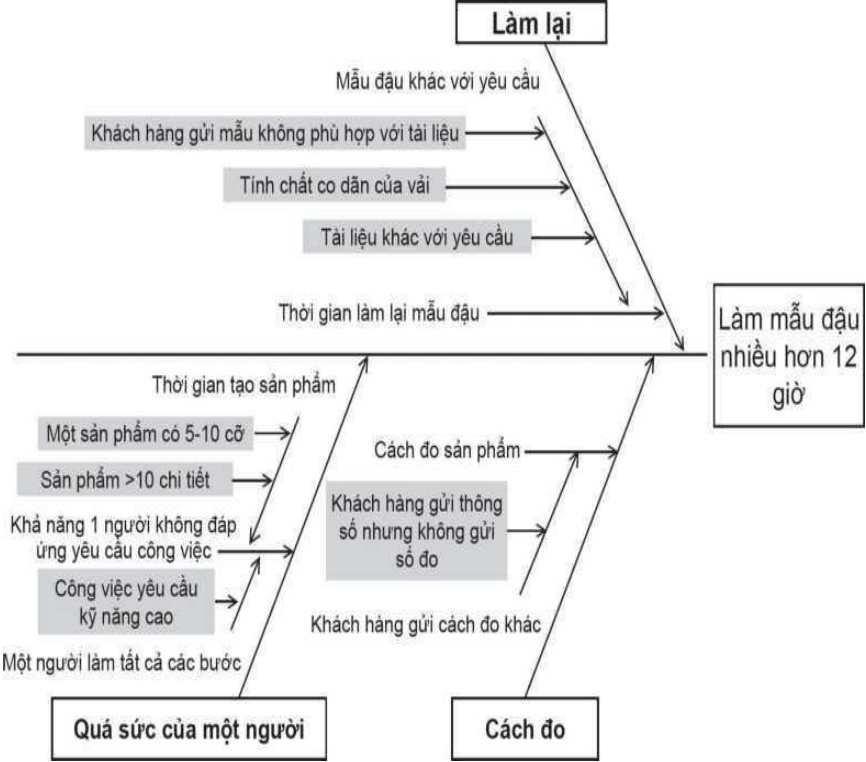 Làm lại
Mẫu đậu khác với yêu cầu
Khách hàng gửi mẫu không phù hợp với tài liệu
Tính chất co dãn của vải
Tài liệu khác với yêu cầu
Thời gian làm lại mẫu đậu
Làm mẫu đậu
nhiều hơn 12
giờ
Thời gian tạo sản phẩm
Một sản phẩm có 5-10 cỡ
Sản phẩm >10 chi tiết
Khả năng 1 người không đáp
ứng yêu cầu công việc
Công việc yêu cầu
kỹ năng cao
Một người làm tất cả các bước
Quá sức của một người
Cách đo sản phẩm
Khách hàng gửi thông
số nhưng không gửi
số đo
Khách hàng gửi cách đo khác
Cách đo